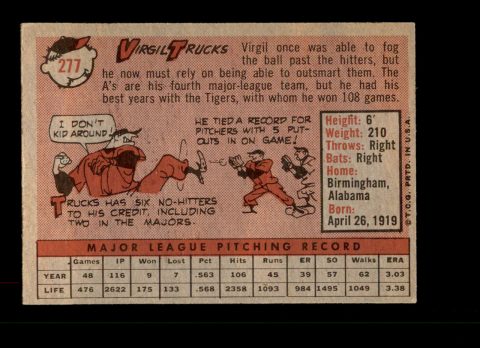 277
VIRGIL TRUCKS
Virgil once was able to fog
the ball past the hitters, but
he now must rely on being able to outsmart them. The
A's are his fourth major-league team, but he had his
best years with the Tigers, with whom he won 108 games.
I DON'T
KID AROUND!
TRUCKS HAS SIX NO-HITTERS
TO HIS CREDIT, INCLUDING
TWO IN THE MAJORS.
HE TIED A RECORD FOR
PITCHERS WITH 5 PUT-
OUTS IN ON GAME!
Height: 6'
Weight: 210
Throws: Right
Bats: Right
Home:
Birmingham,
Alabama
Born:
April 26, 1919
©T.C.G. PRTD. IN U.S.A.
MAJOR LEAGUE PITCHING RECORD
Games IP Won Lost Pct. Hits Runs SO ER Walks ERA
YEAR 48 116 9 7 .563 106 45 39 57 62 3.03
LIFE 476 2622 175 133 .568 2358 1093 984 1495 1049 3.38